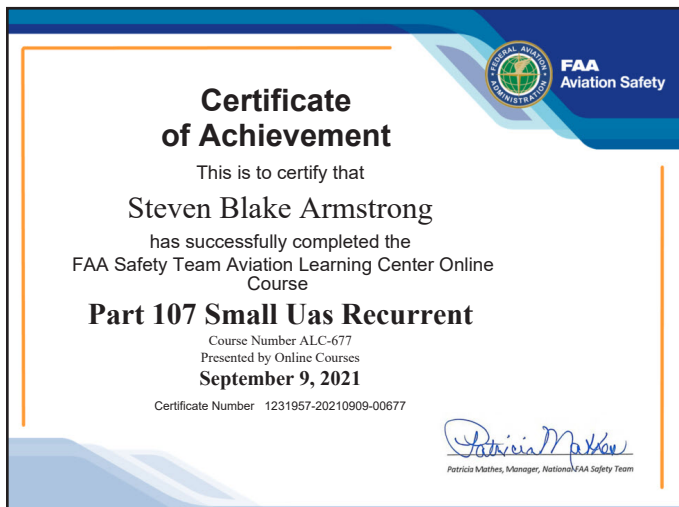 FEDERAL AVIATION
ADMINISTRATION
FAA
Aviation Safety
Certificate
of Achievement
This is to certify that
Steven Blake Armstrong
has successfully completed the
FAA Safety Team Aviation Learning Center Online
Course
Part 107 Small Uas Recurrent
Course Number ALC-677
Presented by Online Courses
September 9, 2021
Certificate Number 1231957-20210909-00677
Patricia Mathes
Patricia Mathes, Manager, National FAA Safety Team